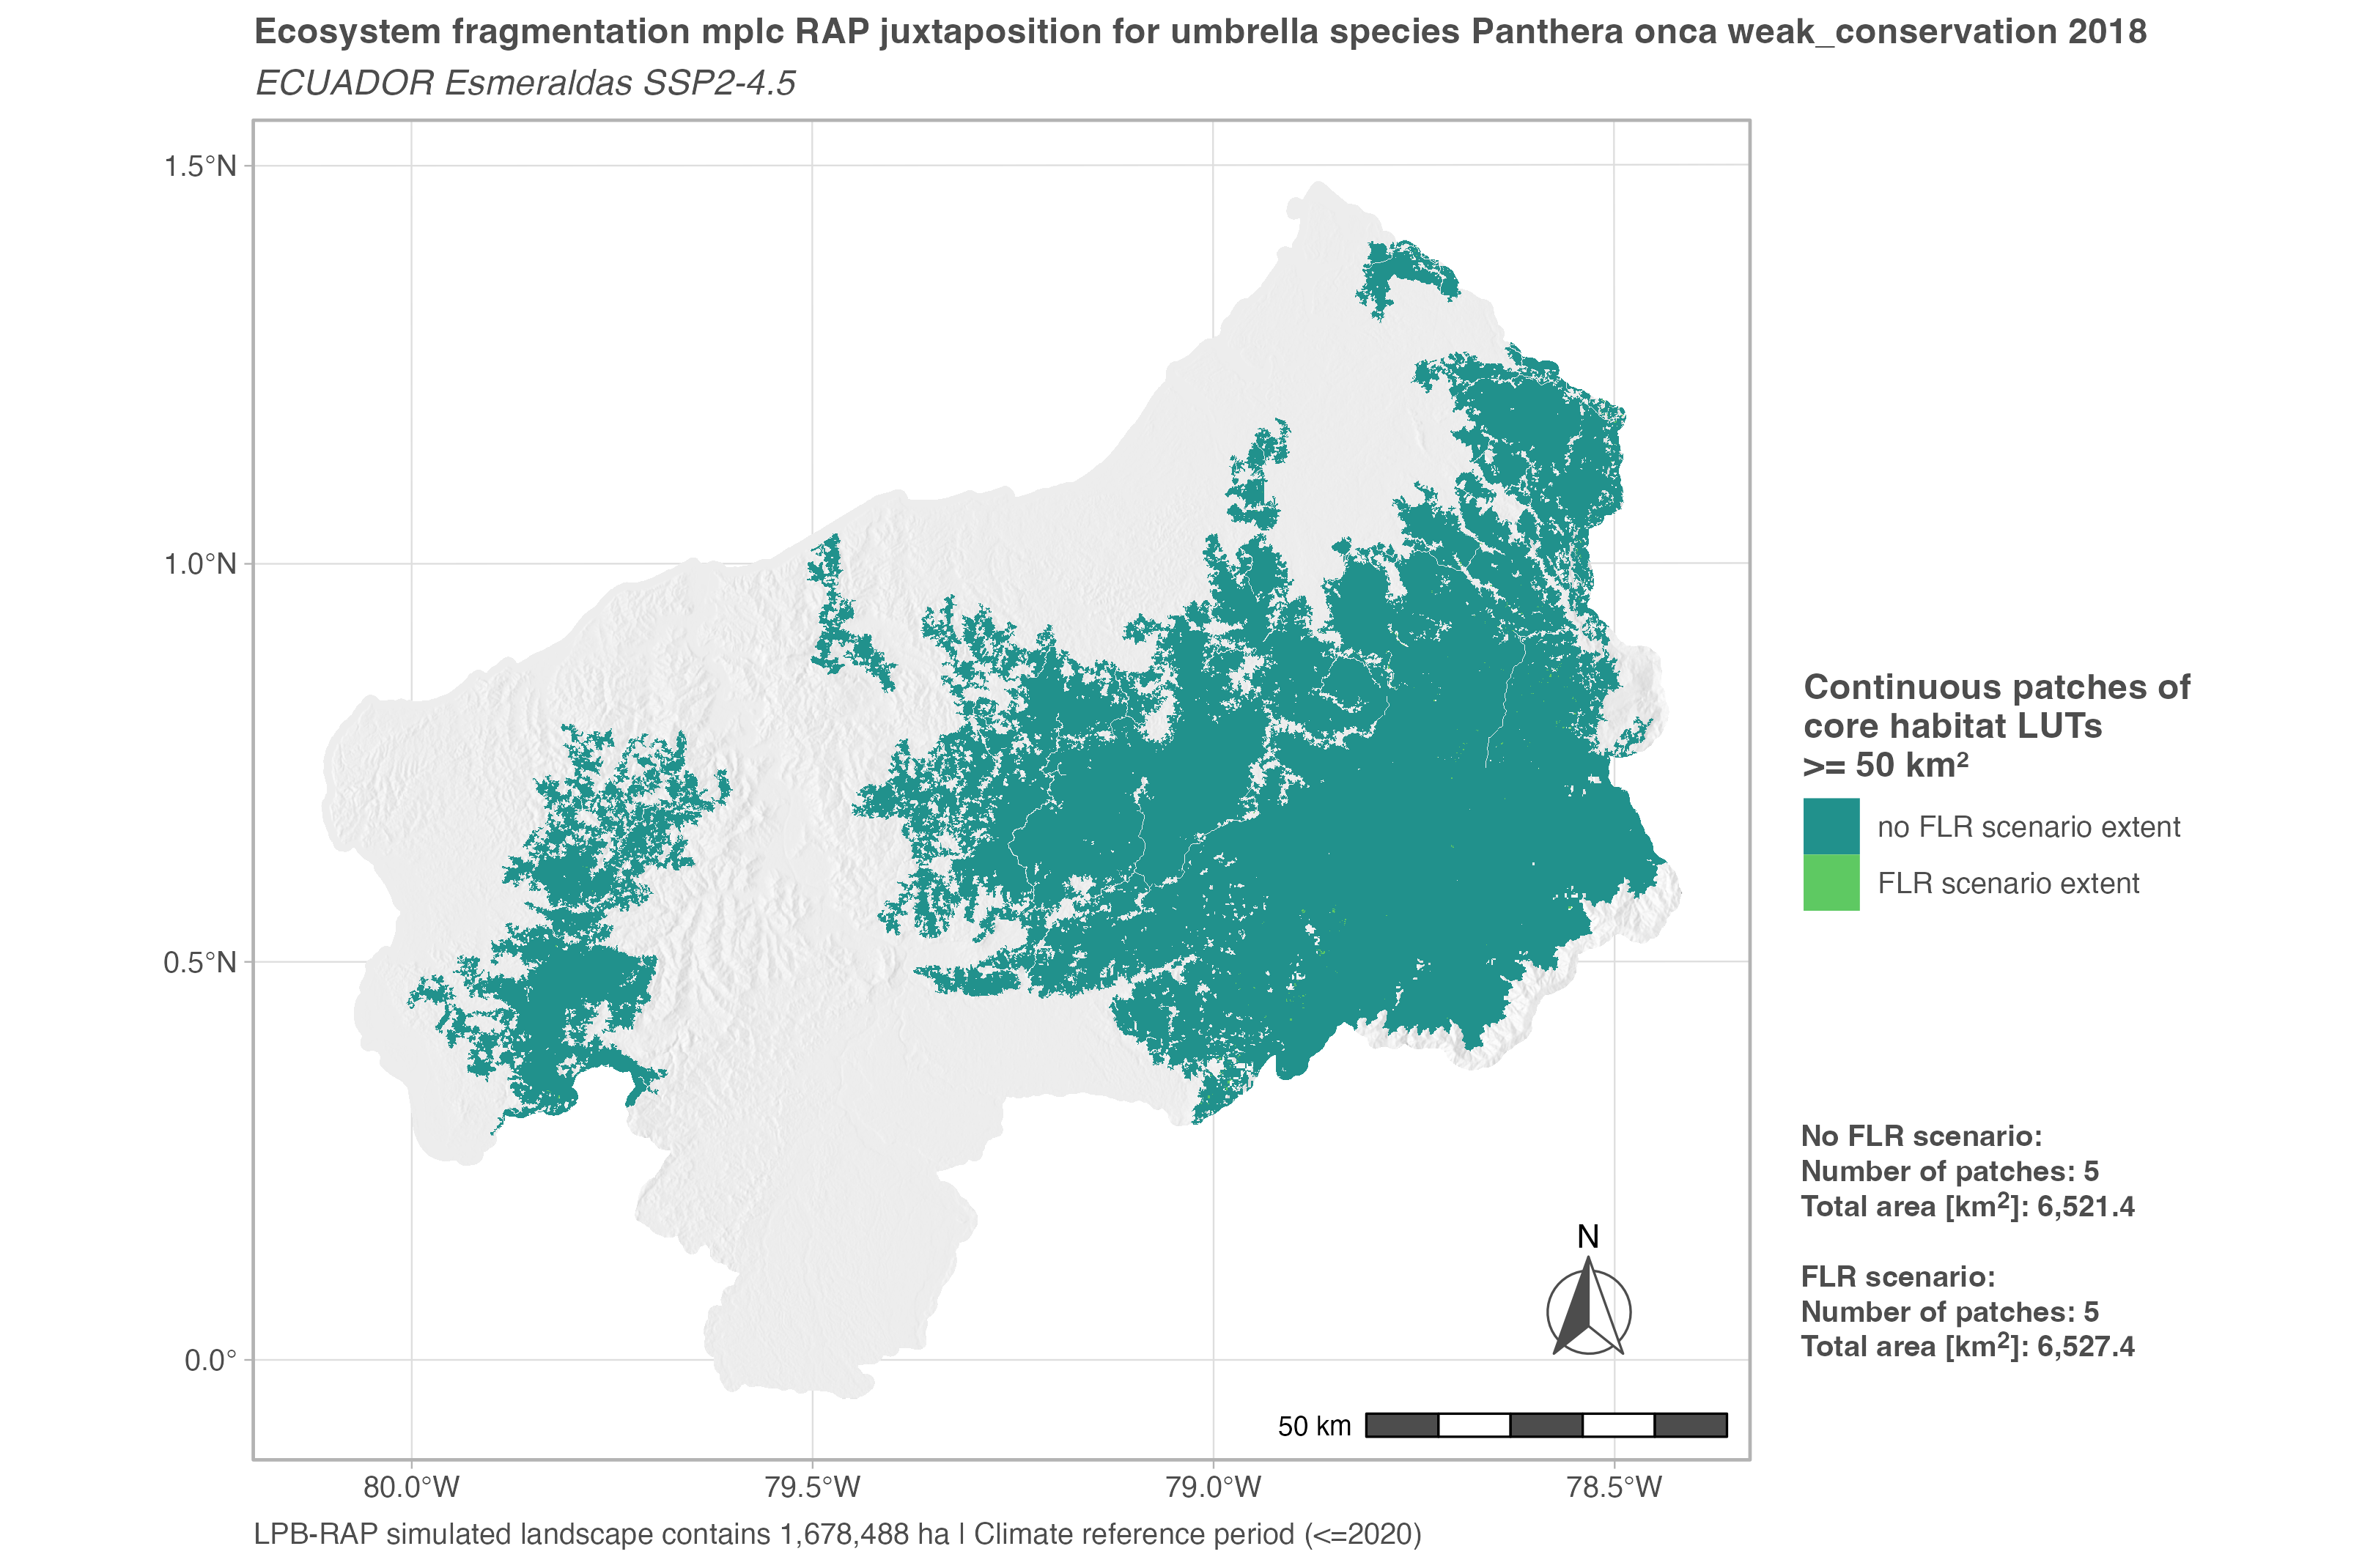 Ecosystem fragmentation mplc RAP juxtaposition for umbrella species Panthera onca weak_conservation 2018
ECUADOR Esmeraldas SSP2-4.5
1.5°N
1.0°N
0.5°N
0.0°
80.0°W
79.5°W
79.0°W
78.5°W
N
50 km
Continuous patches of
core habitat LUTs
>= 50 km²
no FLR scenario extent
FLR scenario extent
No FLR scenario:
Number of patches: 5
Total area [km²]: 6,521.4
FLR scenario:
Number of patches: 5
Total area [km²]: 6,527.4
LPB-RAP simulated landscape contains 1,678,488 ha | Climate reference period (<=2020)